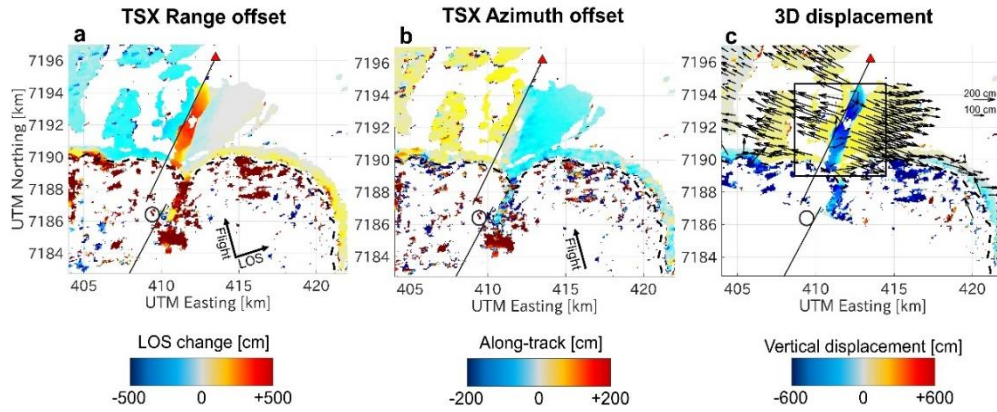 TSX Range offset
TSX Azimuth offset
3D displacement
a
b
c
UTM Northing [km]
7196
7194
7192
7190
7188
7186
7184
Flight
LOS
405
410
415
420
UTM Easting [km]
7196
7194
7192
7190
7188
7186
7184
Flight
405
410
415
420
UTM Easting [km]
7196
7194
7192
7190
7188
7186
7184
200 cm
100 cm
405
410
415
420
UTM Easting [km]
LOS change [cm]
-500 0 +500
Along-track [cm]
-200 0 +200
Vertical displacement [cm]
-600 0 +600